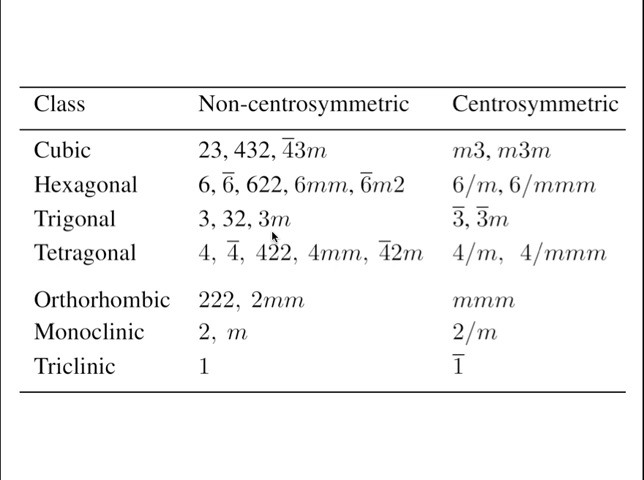 Class Non-centrosymmetric Centrosymmetric
Cubic 23, 432, 4̅3m m3, m3m
Hexagonal 6, 6̅, 622, 6mm, 6̅m2 6/m, 6/mmm
Trigonal 3, 32, 3m 3̅, 3̅m
Tetragonal 4, 4̅, 422, 4mm, 4̅2m 4/m, 4/mmm
Orthorhombic 222, 2mm mmm
Monoclinic 2, m 2/m
Triclinic 1 1̅